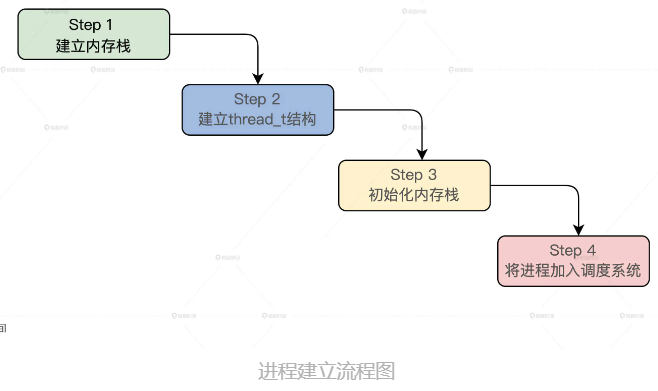 Step 1
建立内存栈
Step 2
建立thread_t结构
Step 3
初始化内存栈
Step 4
将进程加入调度系统
间
进程建立流程图